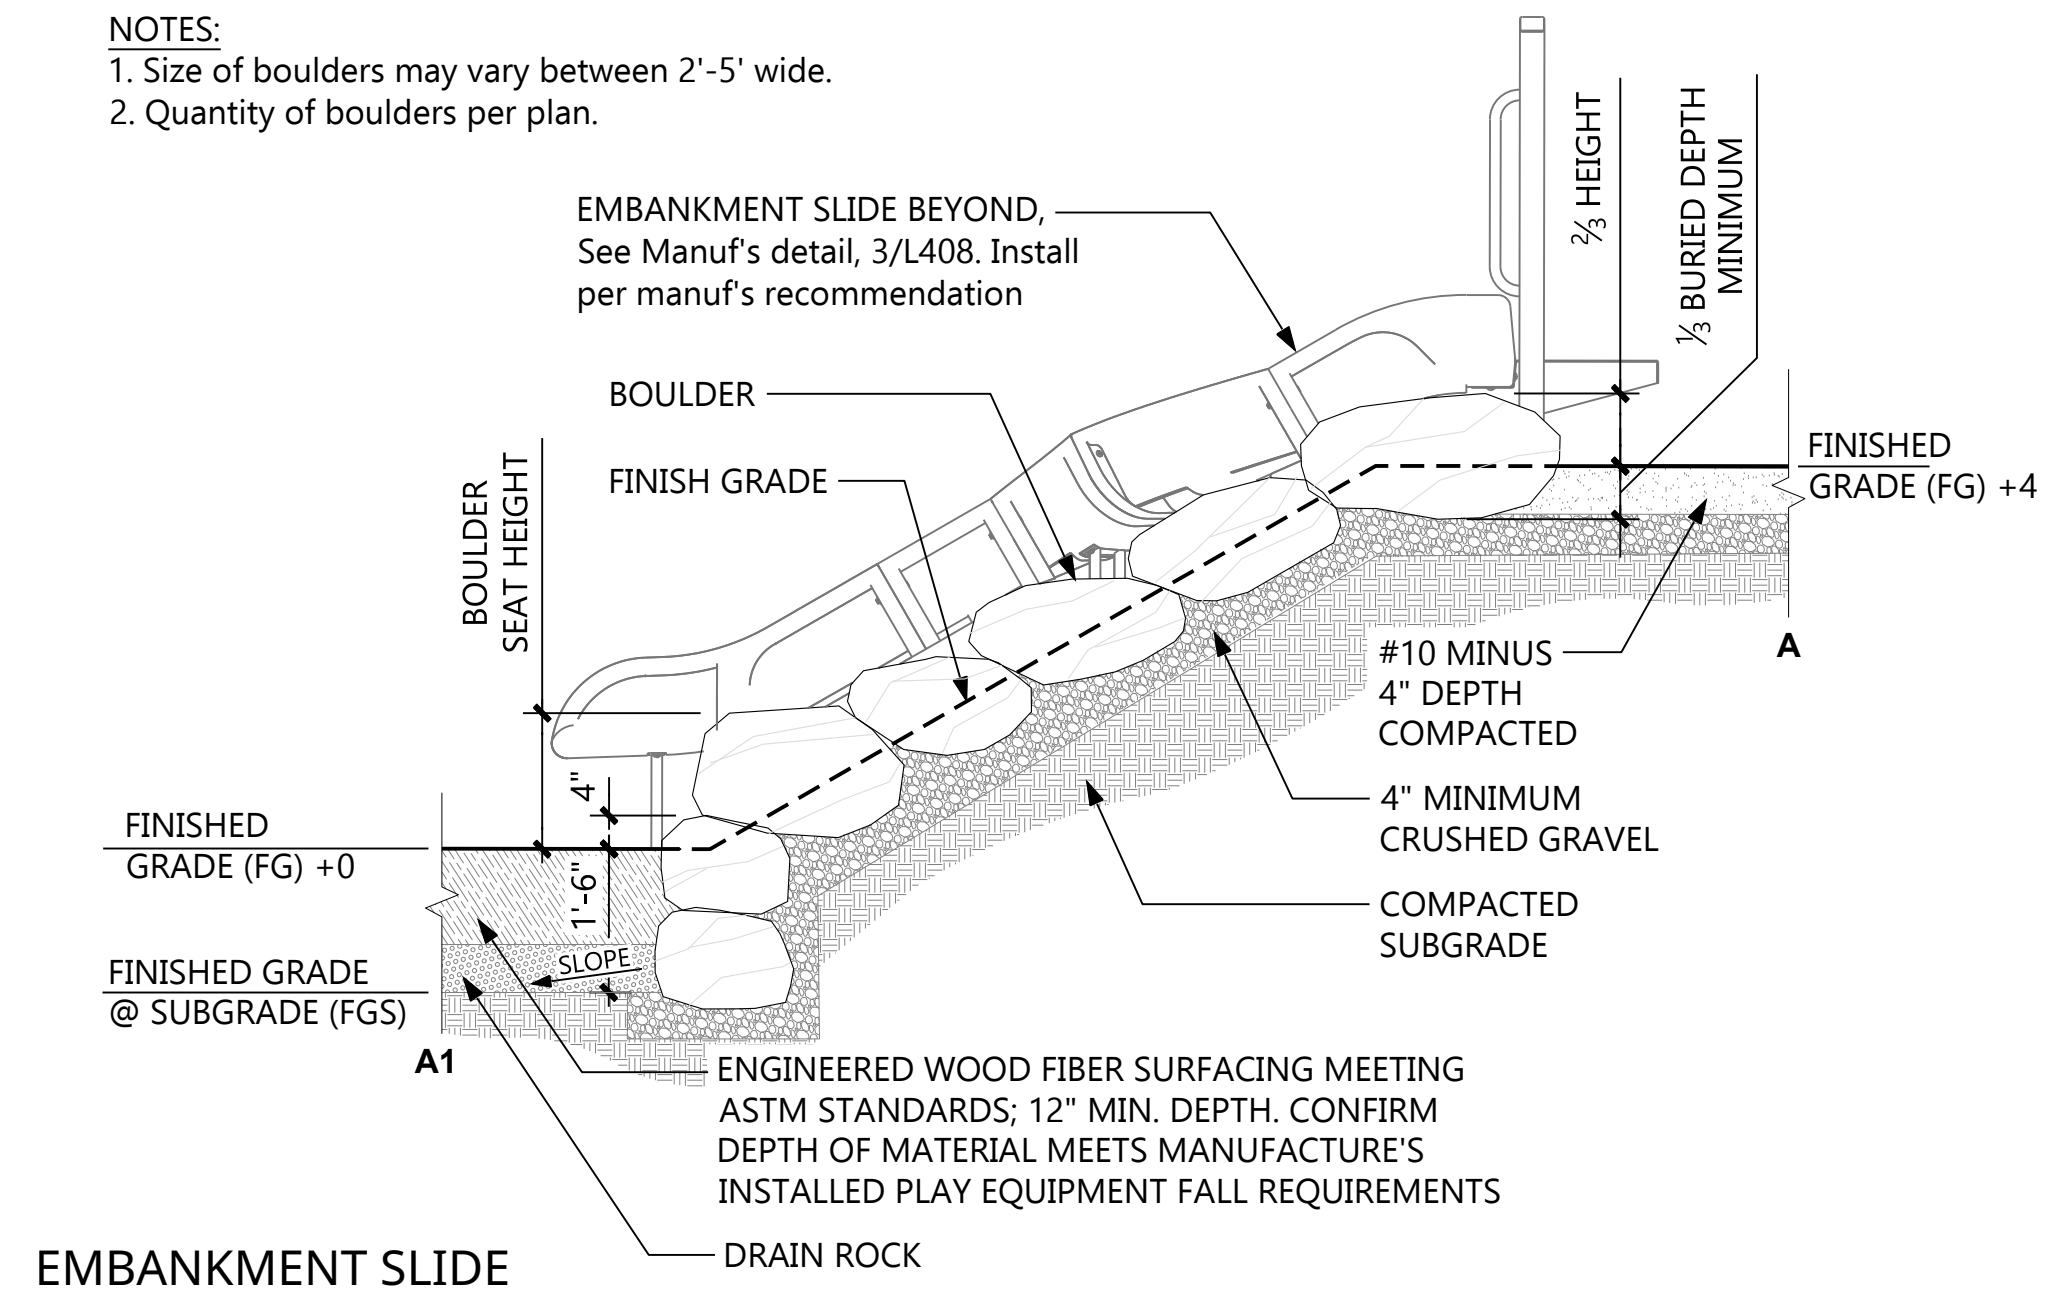 NOTES:
1. Size of boulders may vary between 2'-5' wide.
2. Quantity of boulders per plan.
EMBANKMENT SLIDE BEYOND,
See Manuf's detail, 3/L408. Install
per manuf's recommendation
BOULDER
FINISH GRADE
BOULDER
SEAT HEIGHT
⅔ HEIGHT
⅓ BURIED DEPTH
MINIMUM
FINISHED
GRADE (FG) +4
A
#10 MINUS
4" DEPTH
COMPACTED
4" MINIMUM
CRUSHED GRAVEL
COMPACTED
SUBGRADE
4"
1'-6"
FINISHED
GRADE (FG) +0
SLOPE
FINISHED GRADE
@ SUBGRADE (FGS)
A1
ENGINEERED WOOD FIBER SURFACING MEETING
ASTM STANDARDS; 12" MIN. DEPTH. CONFIRM
DEPTH OF MATERIAL MEETS MANUFACTURE'S
INSTALLED PLAY EQUIPMENT FALL REQUIREMENTS
DRAIN ROCK
EMBANKMENT SLIDE